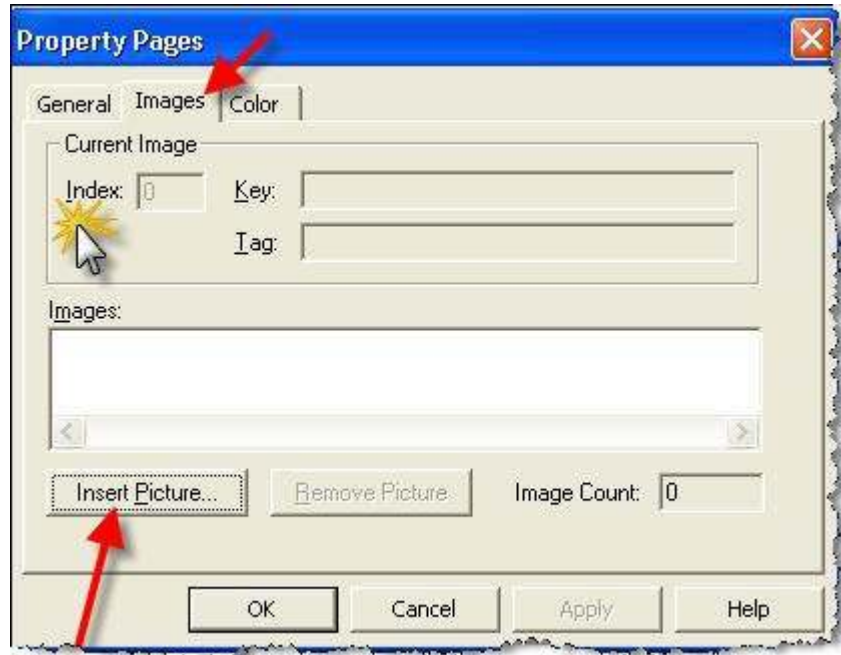 Property Pages
General Images Color
Current Image
Index: 0 Key:
Tag:
Images:
Insert Picture... Remove Picture Image Count: 0
OK Cancel Apply Help